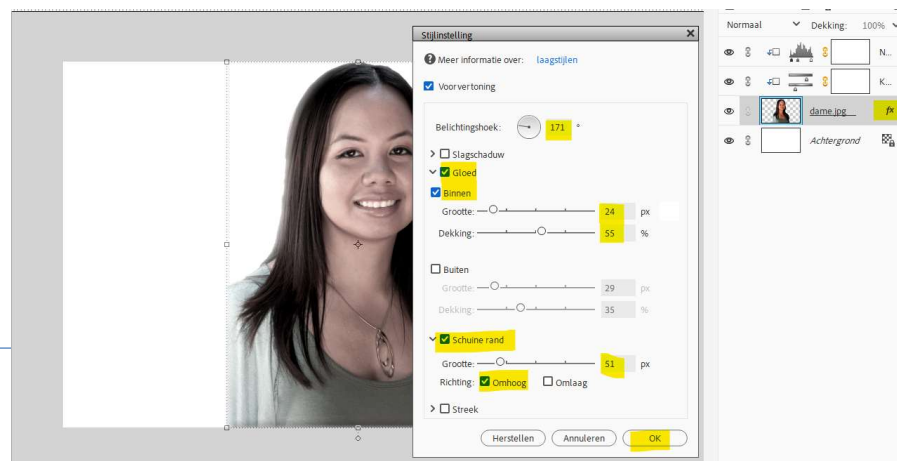 Stijlinstelling
Meer informatie over: laagstijlen
Voorvertoning
Belichtingshoek: 171 °
Slagschaduw
Gloed
Binnen
Grootte: 24 px
Dekking: 55 %
Buiten
Grootte: 29 px
Dekking: 35 %
Schuine rand
Grootte: 51 px
Richting: Omhoog Omlaag
Streek
Herstellen Annuleren OK
Normaal Dekking: 100%
N...
K...
dame.jpg fx
Achtergrond